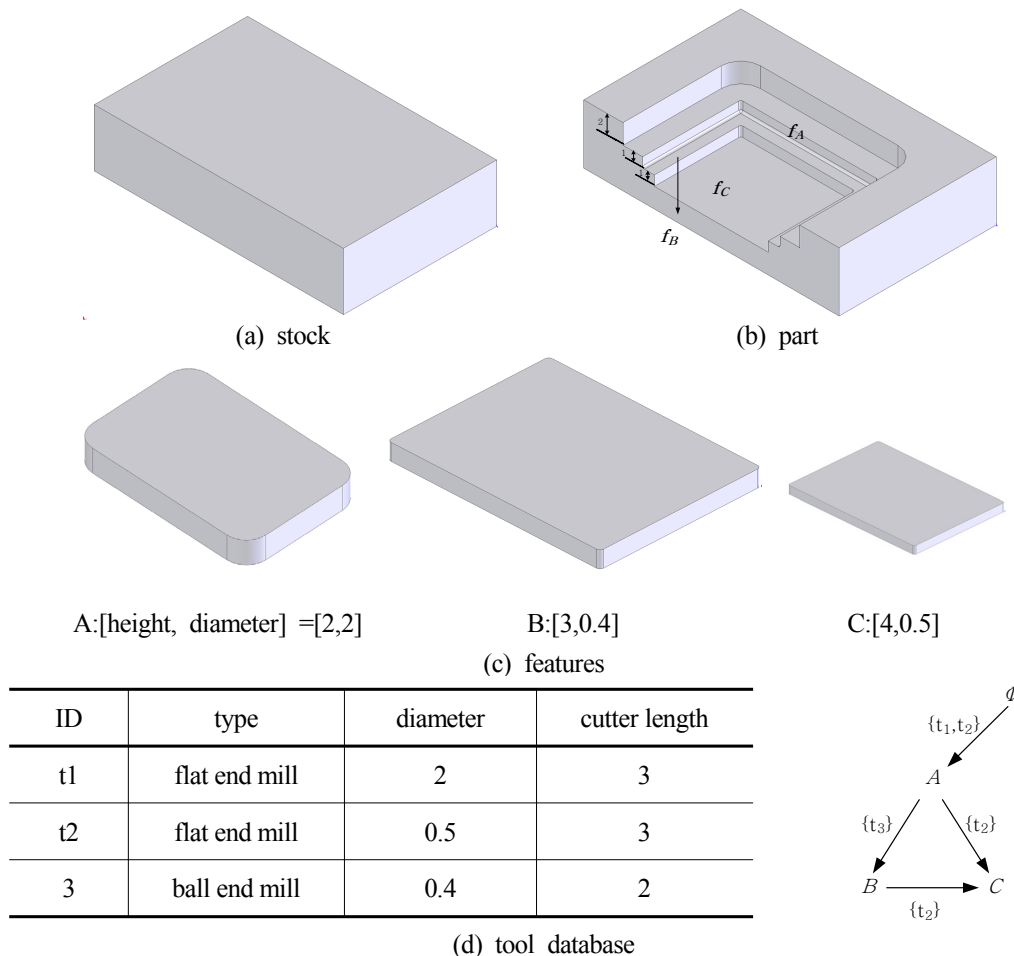 2
1
1
f_A
f_C
f_B
(a) stock
(b) part
A:[height, diameter] =[2,2]
B:[3,0.4]
C:[4,0.5]
(c) features
ID type diameter cutter length
t1 flat end mill 2 3
t2 flat end mill 0.5 3
3 ball end mill 0.4 2
{t1,t2}
A
{t3}
{t2}
B
C
{t2}
(d) tool database